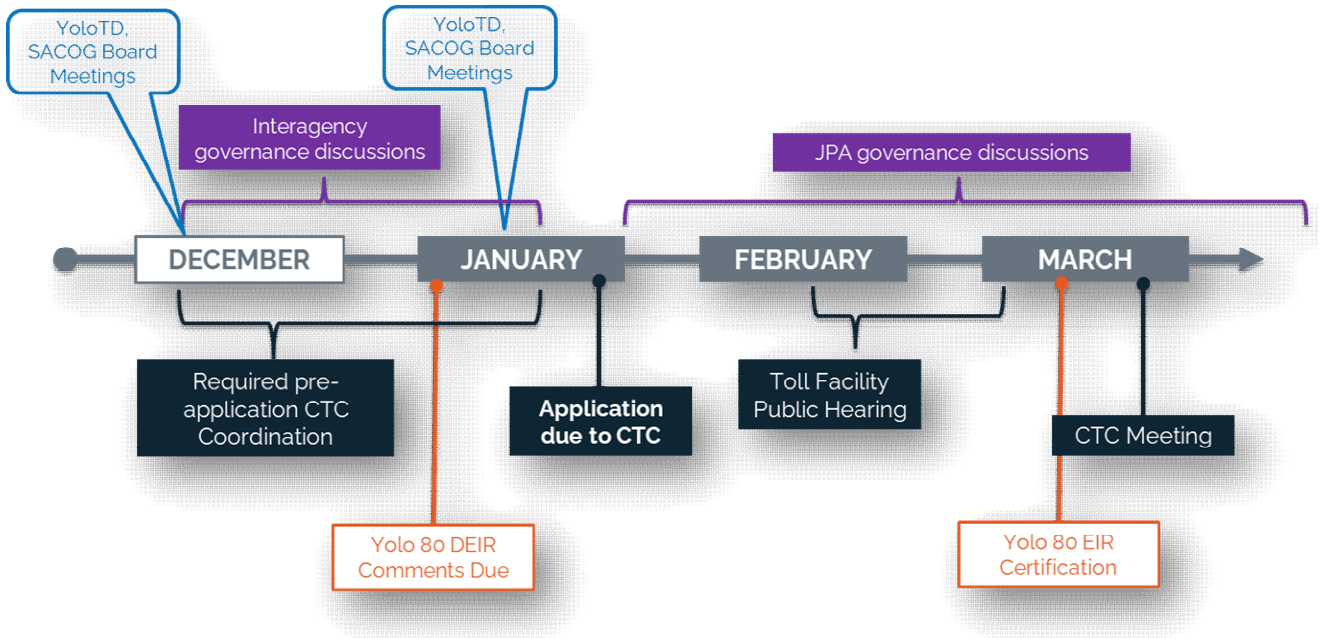 YoloTD,
SACOG Board
Meetings
YoloTD,
SACOG Board
Meetings
Interagency
governance discussions
JPA governance discussions
DECEMBER
JANUARY
FEBRUARY
MARCH
Required pre-
application CTC
Coordination
Application
due to CTC
Toll Facility
Public Hearing
CTC Meeting
Yolo 80 DEIR
Comments Due
Yolo 80 EIR
Certification